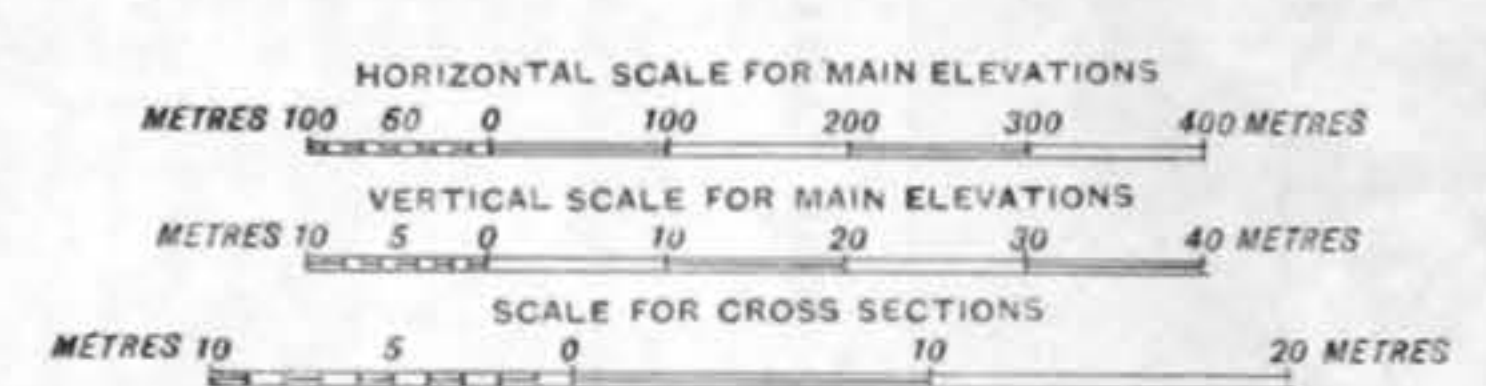 HORIZONTAL SCALE FOR MAIN ELEVATIONS
METRES 100 60 0 100 200 300 400 METRES
VERTICAL SCALE FOR MAIN ELEVATIONS
METRES 10 5 0 10 20 30 40 METRES
SCALE FOR CROSS SECTIONS
METRES 10 5 0 10 20 METRES